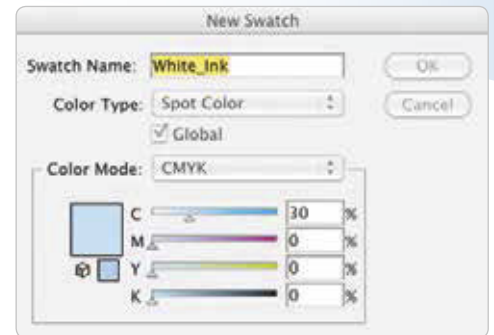 New Swatch
Swatch Name: White_Ink OK
Color Type: Spot Color Cancel
Global
Color Mode: CMYK
C 30 %
M 0 %
Y 0 %
K 0 %